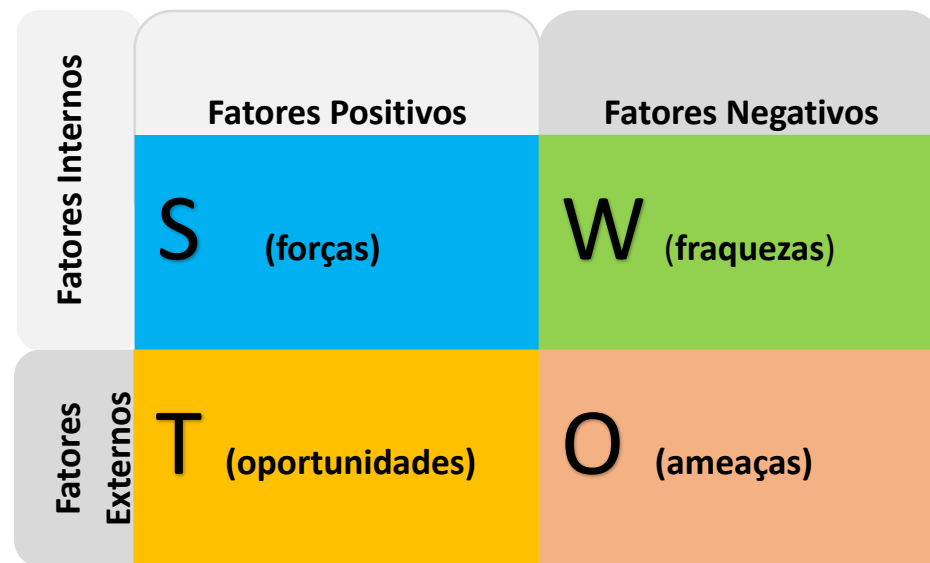 Fatores Positivos
Fatores Negativos
Fatores Internos
S (forças)
W (fraquezas)
Fatores
Externos
T (oportunidades)
O (ameaças)